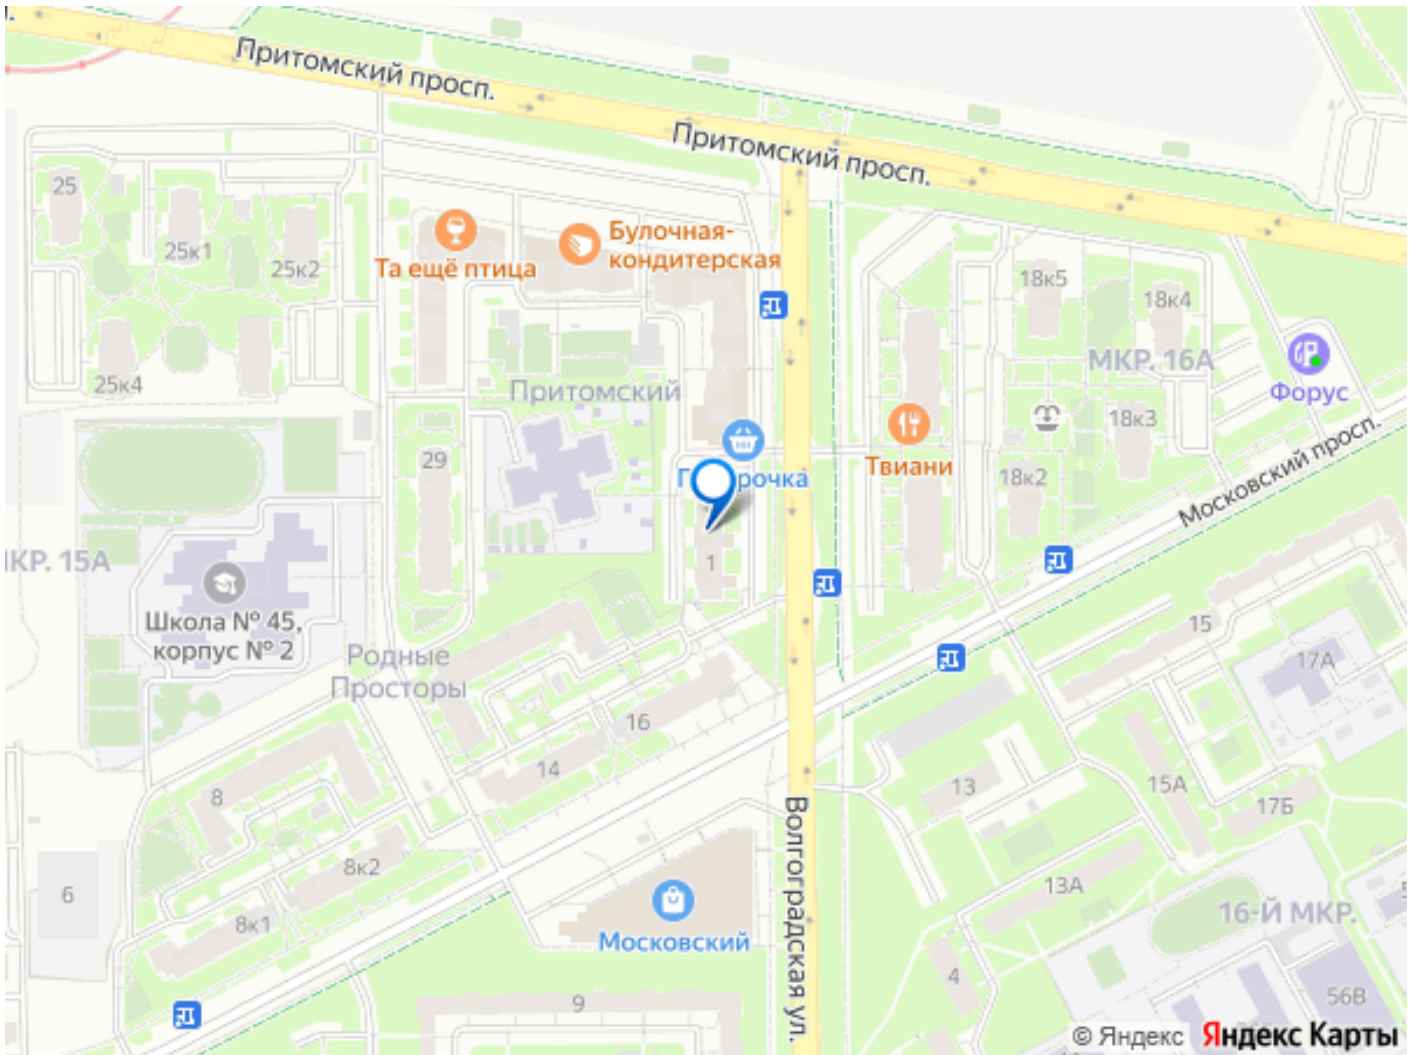 Притомский просп.
Притомский просп.
25
25к1
25к2
25к4
Та ещё птица
Булочная-
кондитерская
18к5
18к4
МКР. 16А
Форус
Притомский
18к3
18к2
Твиани
Московский просп.
29
1
КР. 15А
Школа № 45,
корпус № 2
Родные
Просторы
15
17А
16
14
13
15А
17Б
8
8к2
8к1
6
13А
16-Й МКР.
Московский
Волгоградская ул.
4
9
56В
© Яндекс Яндекс Карты